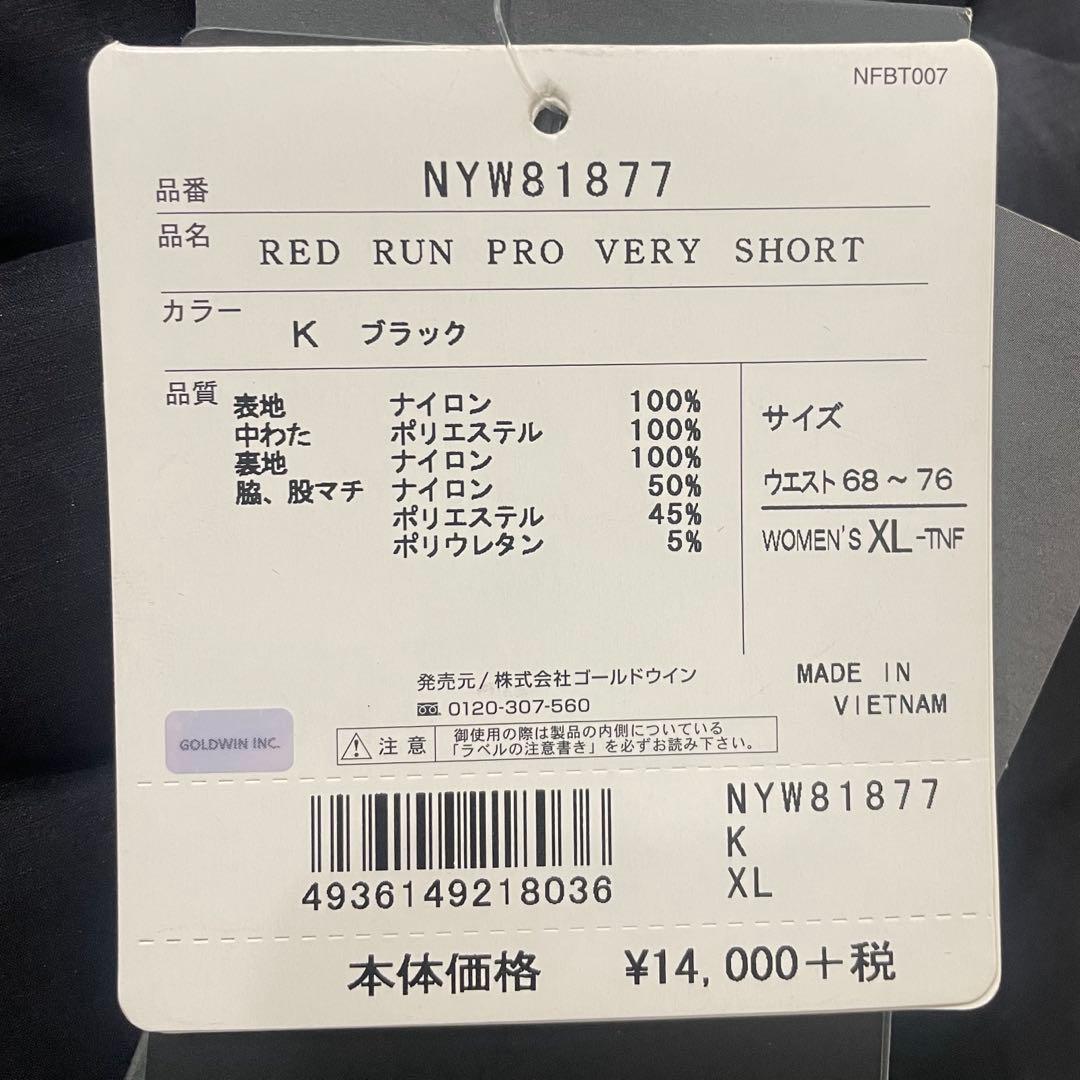 NFBT007
品番 NYW81877
品名 RED RUN PRO VERY SHORT
カラー K ブラック
品質 表地 ナイロン 100%
中わた ポリエステル 100%
裏地 ナイロン 100%
脇、股マチ ナイロン 50%
ポリエステル 45%
ポリウレタン 5%
サイズ
ウエスト 68～76
WOMEN'S XL-TNF
発売元/株式会社ゴールドウイン
0120-307-560
MADE IN
VIETNAM
GOLDWIN INC.
注意
御使用の際は製品の内側についている
「ラベルの注意書き」を必ずお読み下さい。
4936149218036
NYW81877
K
XL
本体価格 ¥14,000+税